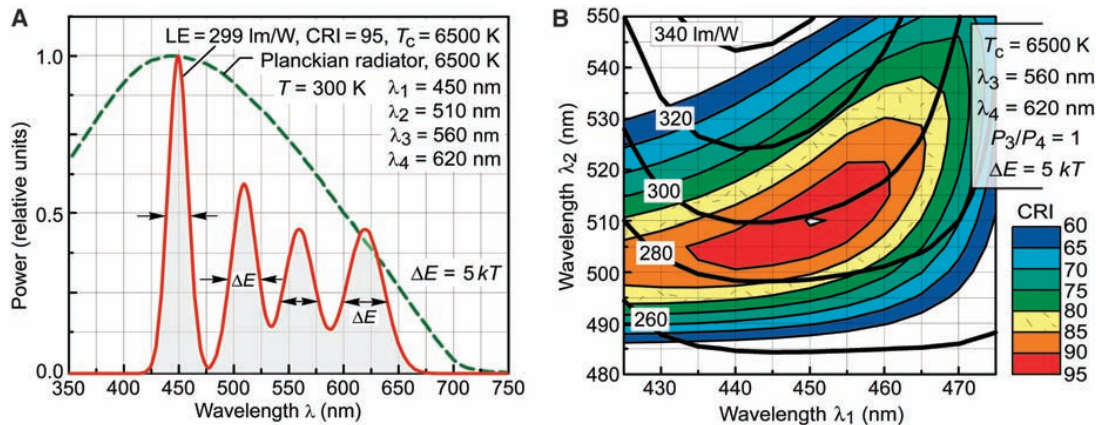 A
LE = 299 lm/W, CRI = 95, Tc = 6500 K
Planckian radiator, 6500 K
T = 300 K
λ1 = 450 nm
λ2 = 510 nm
λ3 = 560 nm
λ4 = 620 nm
ΔE = 5 kT
ΔE
ΔE
Power (relative units)
1.0
0.5
0.0
350 400 450 500 550 600 650 700 750
Wavelength λ (nm)
B
340 lm/W
320
300
280
260
Tc = 6500 K
λ3 = 560 nm
λ4 = 620 nm
P3/P4 = 1
ΔE = 5 kT
CRI
60
65
70
75
80
85
90
95
Wavelength λ2 (nm)
550
540
530
520
510
500
490
480
430 440 450 460 470
Wavelength λ1 (nm)